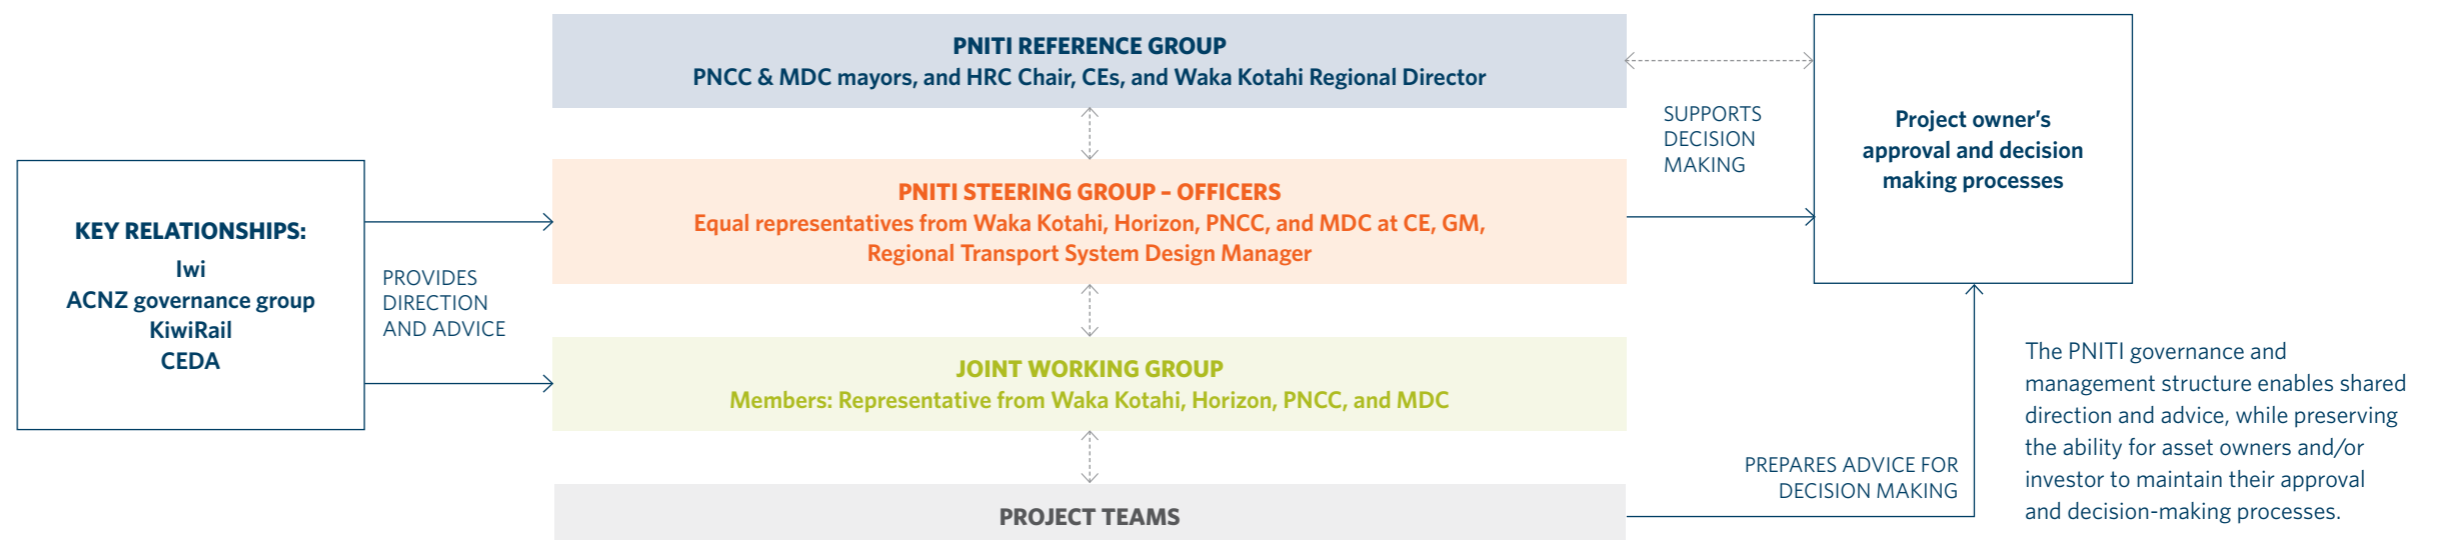 PNITI REFERENCE GROUP
PNCC & MDC mayors, and HRC Chair, CEs, and Waka Kotahi Regional Director
SUPPORTS
DECISION
MAKING
Project owner's
approval and decision
making processes
KEY RELATIONSHIPS:
Iwi
ACNZ governance group
KiwiRail
CEDA
PROVIDES
DIRECTION
AND ADVICE
PNITI STEERING GROUP – OFFICERS
Equal representatives from Waka Kotahi, Horizon, PNCC, and MDC at CE, GM,
Regional Transport System Design Manager
JOINT WORKING GROUP
Members: Representative from Waka Kotahi, Horizon, PNCC, and MDC
PROJECT TEAMS
PREPARES ADVICE FOR
DECISION MAKING
The PNITI governance and
management structure enables shared
direction and advice, while preserving
the ability for asset owners and/or
investor to maintain their approval
and decision-making processes.